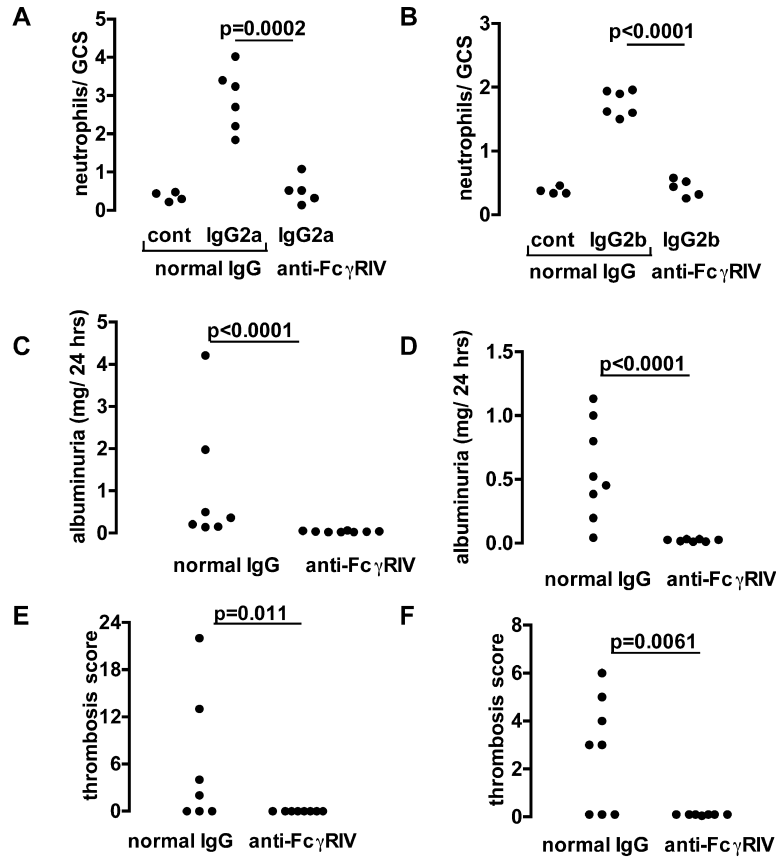 A
neutrophils/ GCS
5
4
3
2
1
0
p=0.0002
cont IgG2a IgG2a
normal IgG anti-FcγRIV
B
neutrophils/ GCS
3
2
1
0
p<0.0001
cont IgG2b IgG2b
normal IgG anti-FcγRIV
C
albuminuria (mg/ 24 hrs)
5
4
3
2
1
0
p<0.0001
normal IgG anti-FcγRIV
D
albuminuria (mg/ 24 hrs)
1.5
1.0
0.5
0.0
p<0.0001
normal IgG anti-FcγRIV
E
thrombosis score
24
18
12
6
0
p=0.011
normal IgG anti-FcγRIV
F
thrombosis score
8
6
4
2
0
p=0.0061
normal IgG anti-FcγRIV